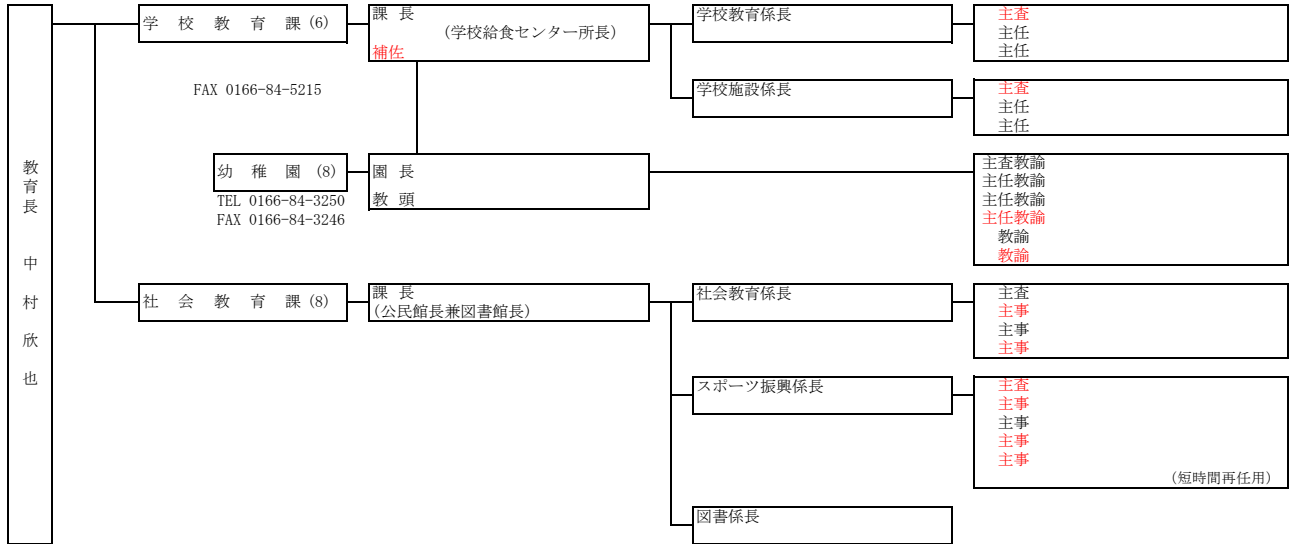 教育長 中村欣也
学校教育課(6)
課長
(学校給食センター所長)
補佐
学校教育係長
主査
主任
主任
FAX 0166-84-5215
学校施設係長
主査
主任
主任
幼稚園(8)
TEL 0166-84-3250
FAX 0166-84-3246
園長
教頭
主査教諭
主任教諭
主任教諭
主任教諭
教諭
教諭
社会教育課(8)
課長
(公民館長兼図書館長)
社会教育係長
主査
主事
主事
主事
スポーツ振興係長
主査
主事
主事
主事
主事
(短時間再任用)
図書係長